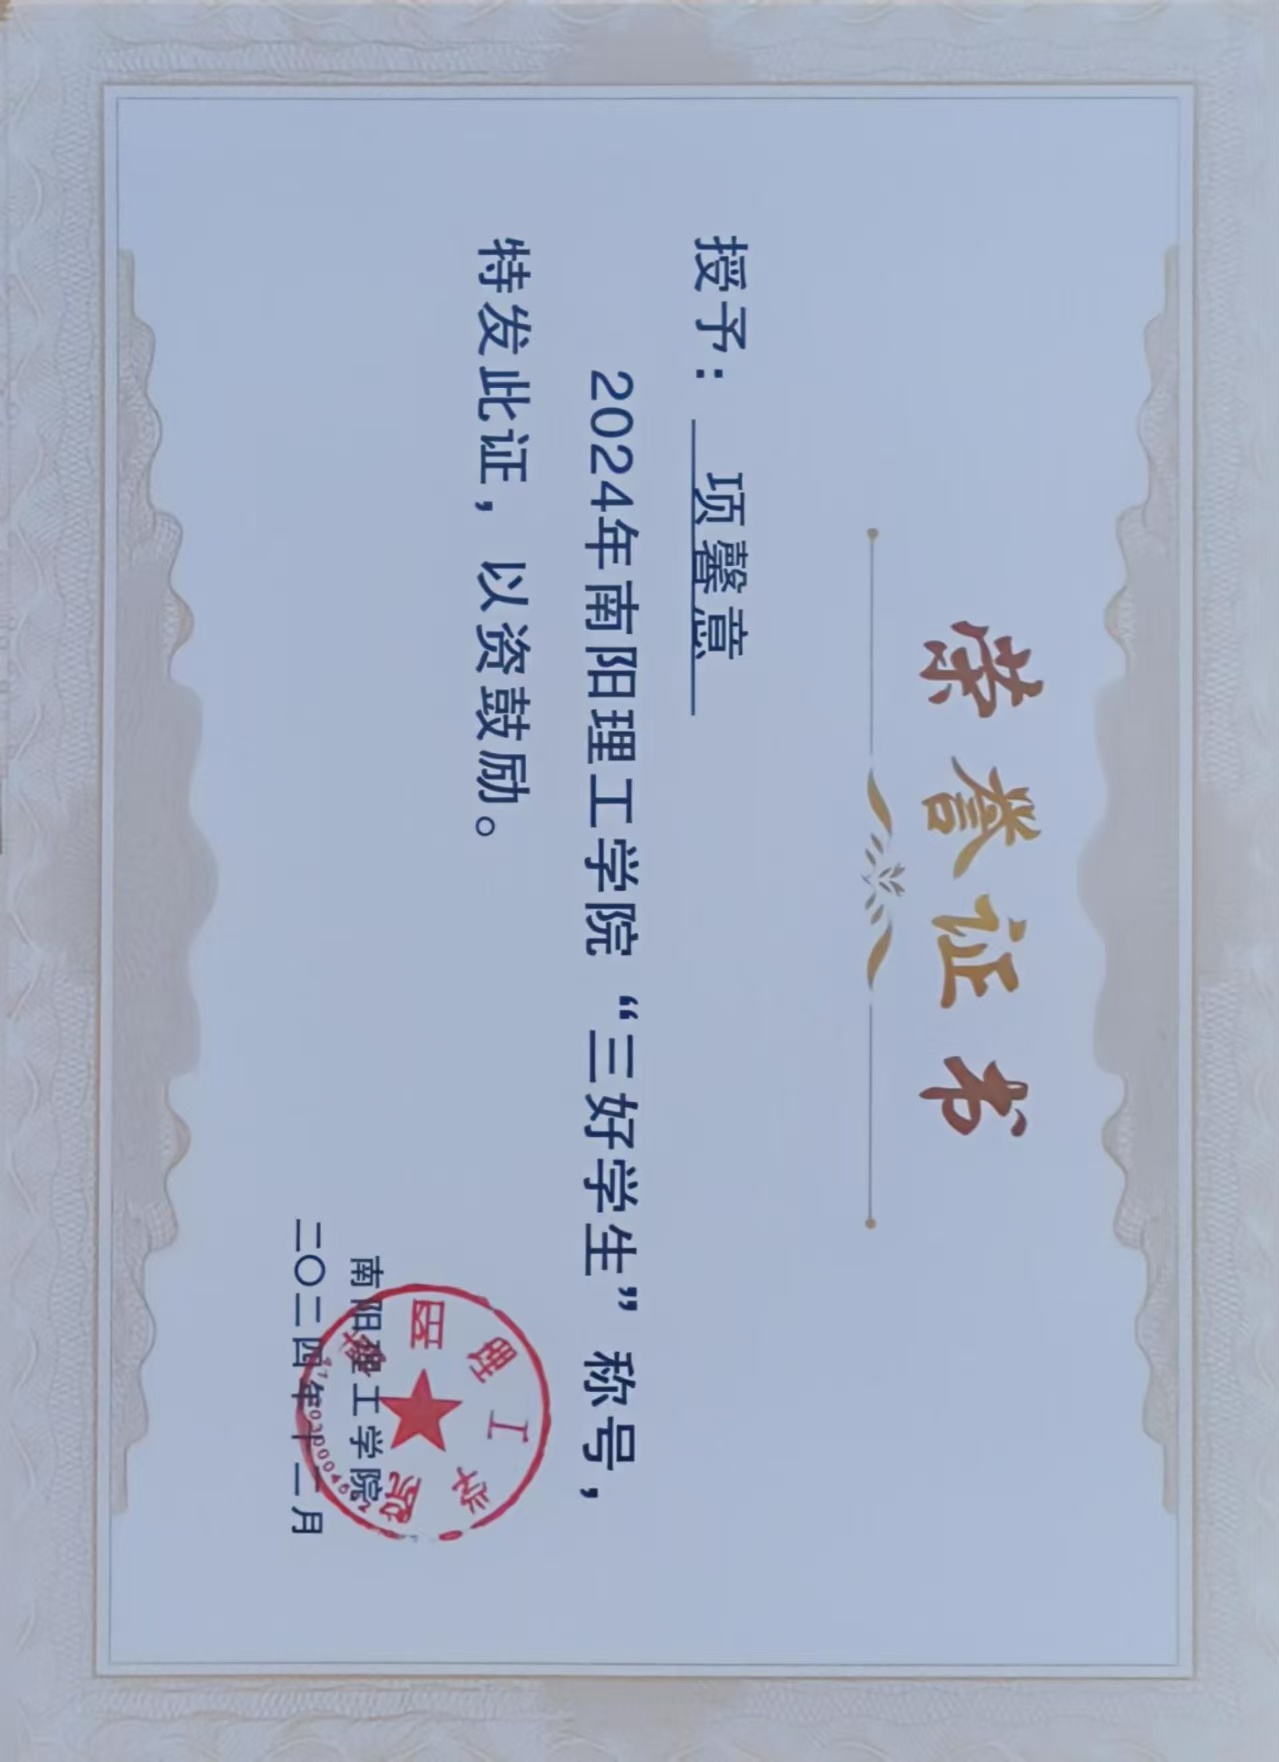 荣誉证书
授予：项馨意
2024年南阳理工学院“三好学生”称号，
特发此证，以资鼓励。
南阳理工学院
二〇二四年十二月